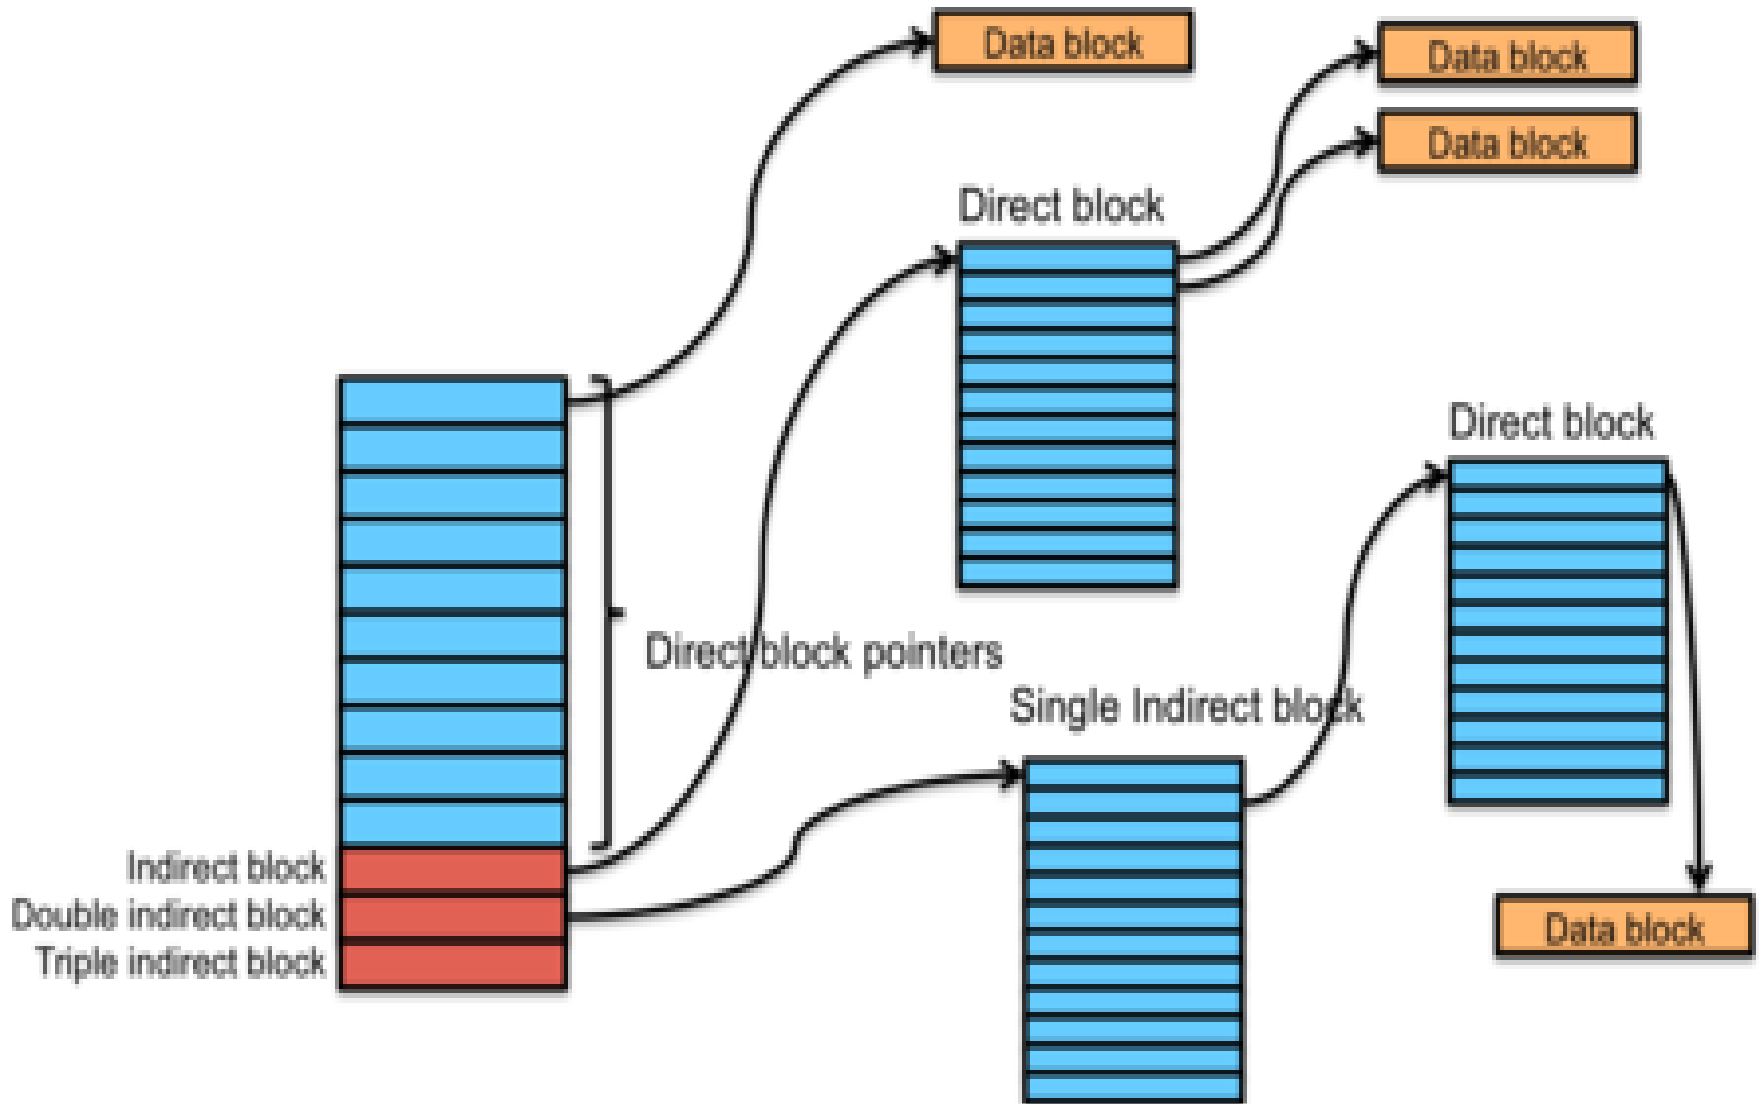 Data block
Data block
Data block
Direct block
Direct block
Direct block pointers
Single Indirect block
Indirect block
Double indirect block
Triple indirect block
Data block